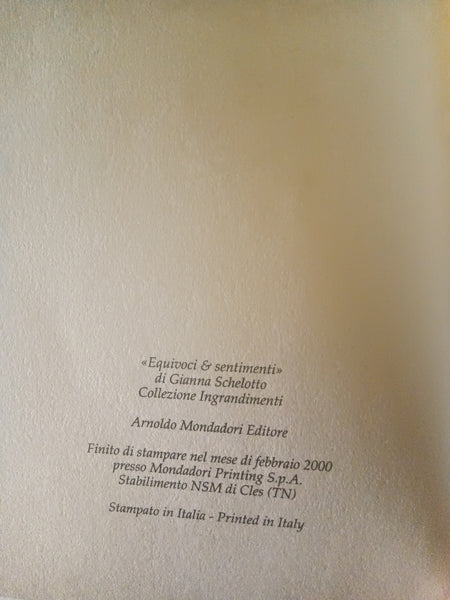 «Equivoci & sentimenti»
di Gianna Schelotto
Collezione Ingrandimenti
Arnoldo Mondadori Editore
Finito di stampare nel mese di febbraio 2000
presso Mondadori Printing S.p.A.
Stabilimento NSM di Cles (TN)
Stampato in Italia - Printed in Italy